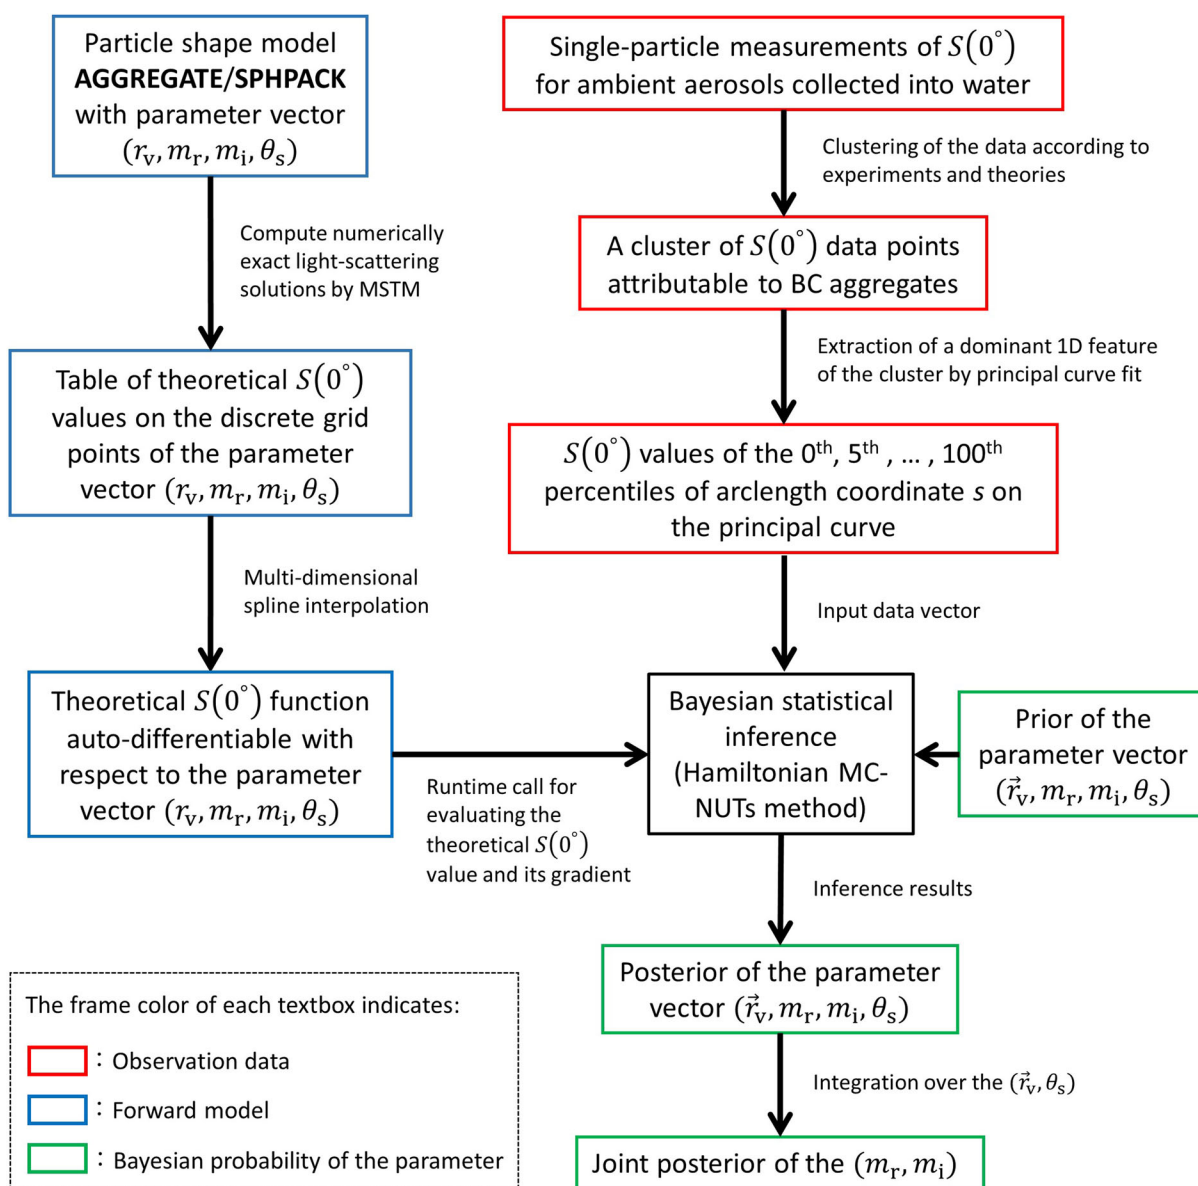 Particle shape model
AGGREGATE/SPHPACK
with parameter vector
(r_v, m_r, m_i, θ_s)
Compute numerically
exact light-scattering
solutions by MSTM
Table of theoretical S(0°)
values on the discrete grid
points of the parameter
vector (r_v, m_r, m_i, θ_s)
Multi-dimensional
spline interpolation
Theoretical S(0°) function
auto-differentiable with
respect to the parameter
vector (r_v, m_r, m_i, θ_s)
Runtime call for
evaluating the
theoretical S(0°)
value and its gradient
Single-particle measurements of S(0°)
for ambient aerosols collected into water
Clustering of the data according to
experiments and theories
A cluster of S(0°) data points
attributable to BC aggregates
Extraction of a dominant 1D feature
of the cluster by principal curve fit
S(0°) values of the 0th, 5th , … , 100th
percentiles of arclength coordinate s on
the principal curve
Input data vector
Bayesian statistical
inference
(Hamiltonian MC-
NUTs method)
Prior of the
parameter vector
(r⃗_v, m_r, m_i, θ_s)
Inference results
Posterior of the parameter
vector (r⃗_v, m_r, m_i, θ_s)
Integration over the (r⃗_v, θ_s)
Joint posterior of the (m_r, m_i)
The frame color of each textbox indicates:
: Observation data
: Forward model
: Bayesian probability of the parameter